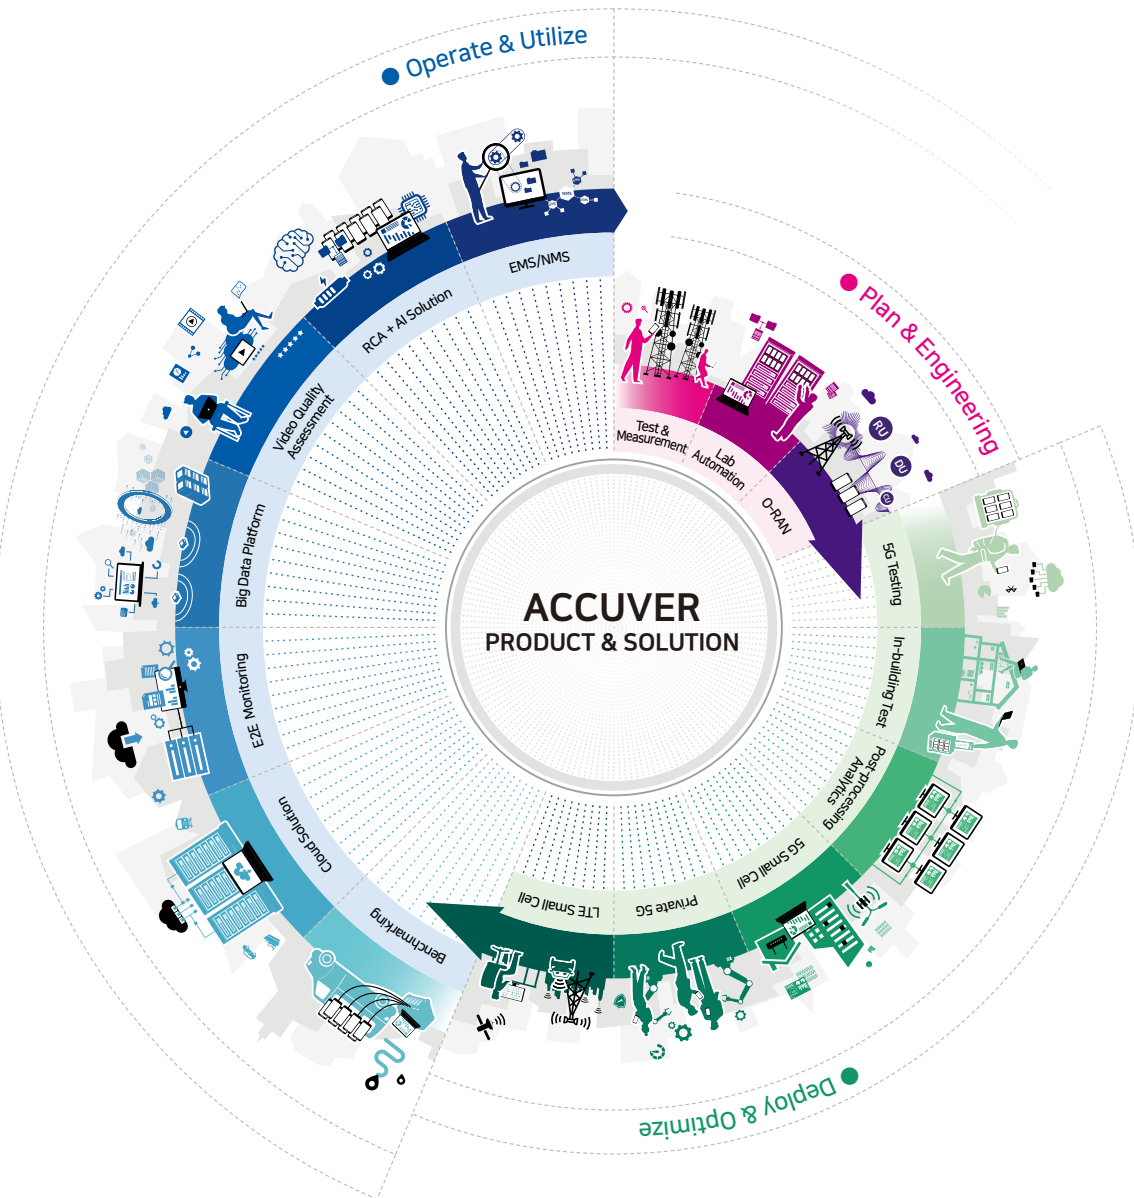 Operate & Utilize
Plan & Engineering
Deploy & Optimize
ACCUVER
PRODUCT & SOLUTION
Test &
Measurement
Lab
Automation
O-RAN
RU
DU
CU
5G Testing
In-building Test
Post-processing
Analytics
5G Small Cell
Private 5G
LTE Small Cell
Benchmarking
Cloud Solution
E2E Monitoring
Big Data Platform
Video Quality
Assessment
RCA + AI Solution
EMS/NMS
NMS